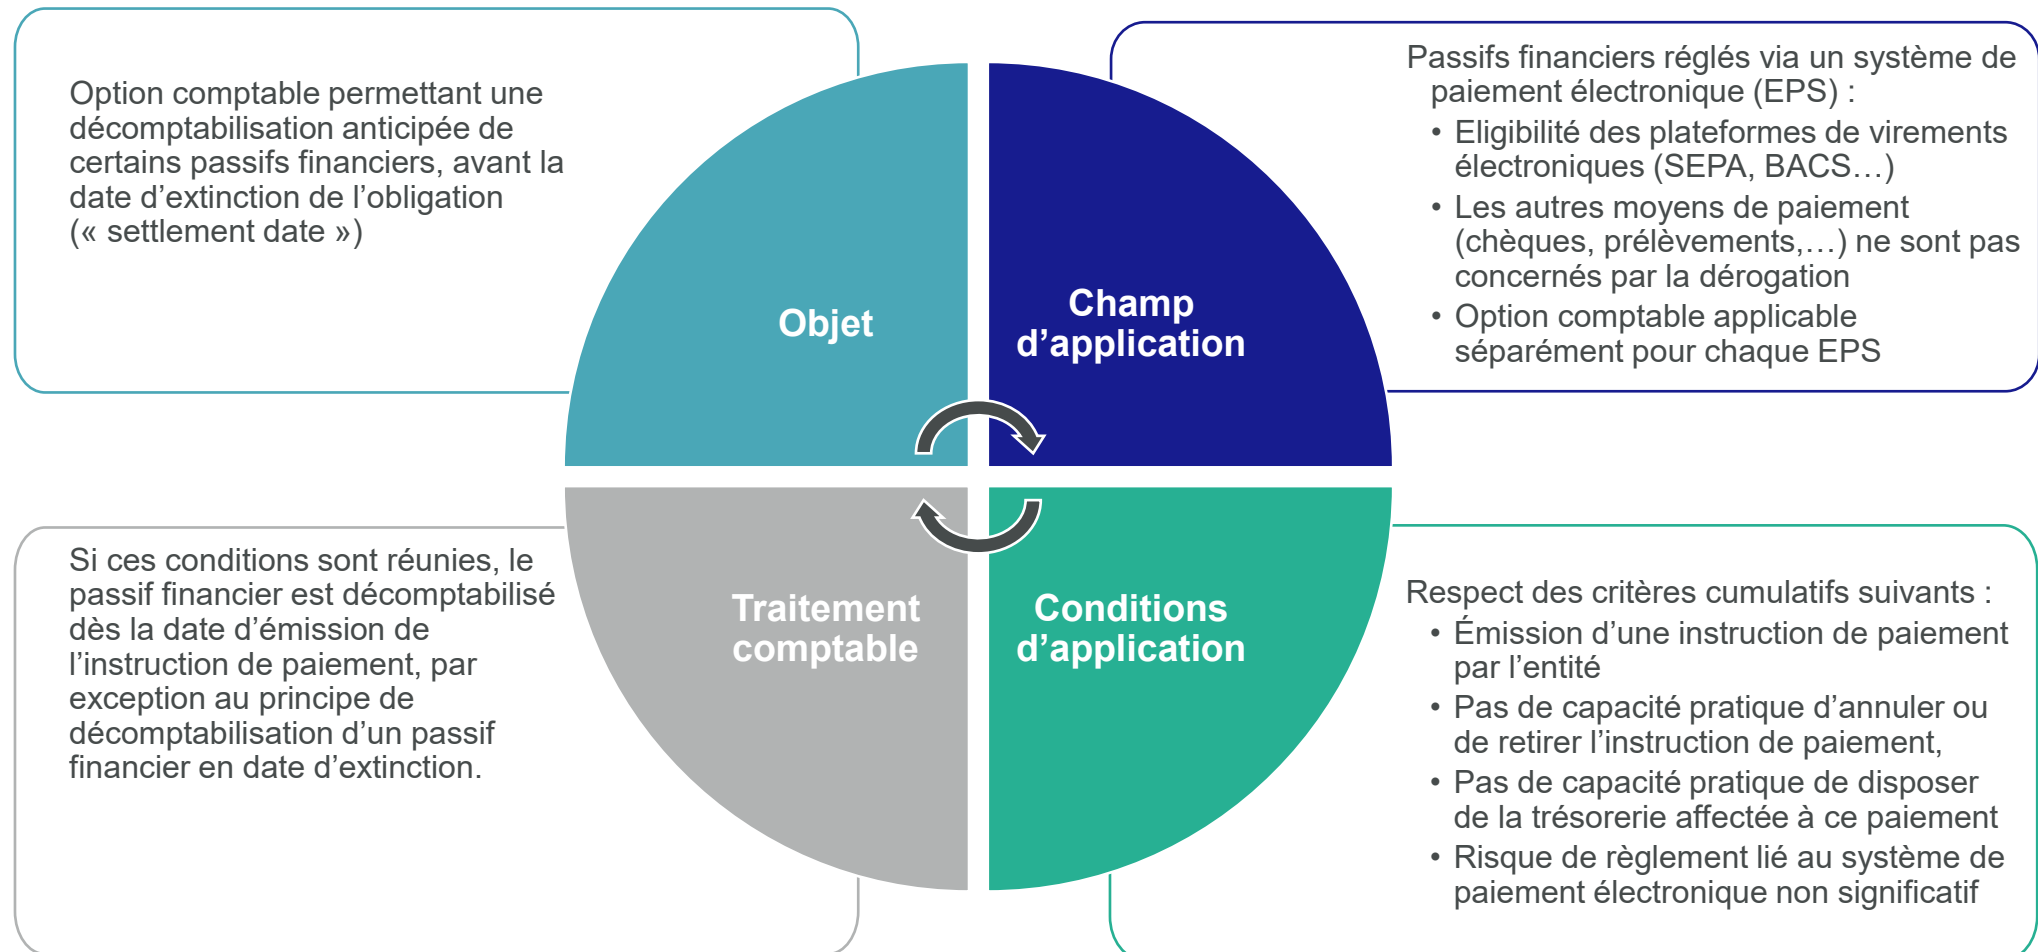 Option comptable permettant une
décomptabilisation anticipée de
certains passifs financiers, avant la
date d’extinction de l’obligation
(« settlement date »)
Objet
Champ
d’application
Passifs financiers réglés via un système de
paiement électronique (EPS) :
• Eligibilité des plateformes de virements
électroniques (SEPA, BACS…)
• Les autres moyens de paiement
(chèques, prélèvements,…) ne sont pas
concernés par la dérogation
• Option comptable applicable
séparément pour chaque EPS
Si ces conditions sont réunies, le
passif financier est décomptabilisé
dès la date d’émission de
l’instruction de paiement, par
exception au principe de
décomptabilisation d’un passif
financier en date d’extinction.
Traitement
comptable
Conditions
d’application
Respect des critères cumulatifs suivants :
• Émission d’une instruction de paiement
par l’entité
• Pas de capacité pratique d’annuler ou
de retirer l’instruction de paiement,
• Pas de capacité pratique de disposer
de la trésorerie affectée à ce paiement
• Risque de règlement lié au système de
paiement électronique non significatif